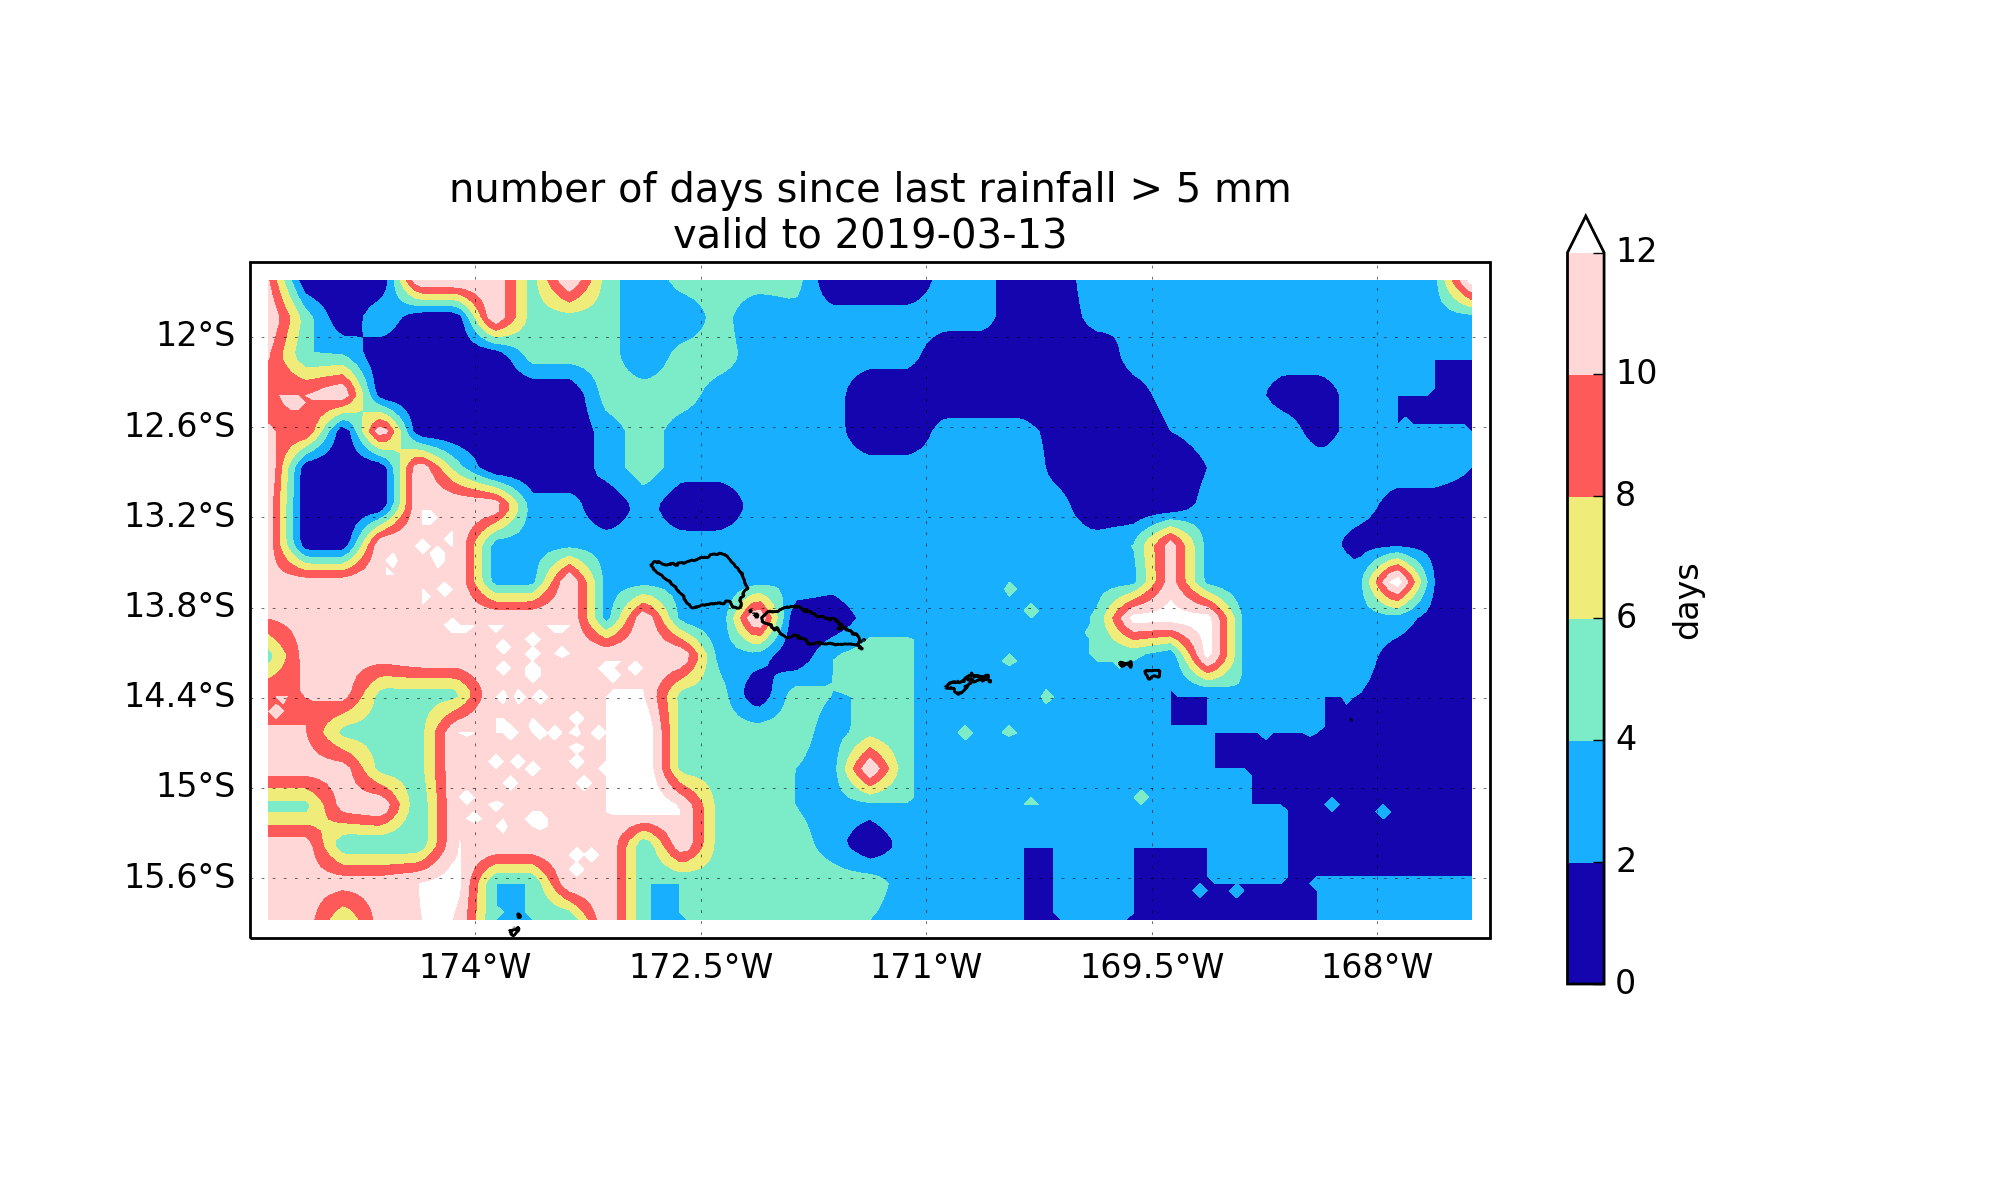 number of days since last rainfall > 5 mm
valid to 2019-03-13
12°S
12.6°S
13.2°S
13.8°S
14.4°S
15°S
15.6°S
174°W
172.5°W
171°W
169.5°W
168°W
12
10
8
6
4
2
0
days